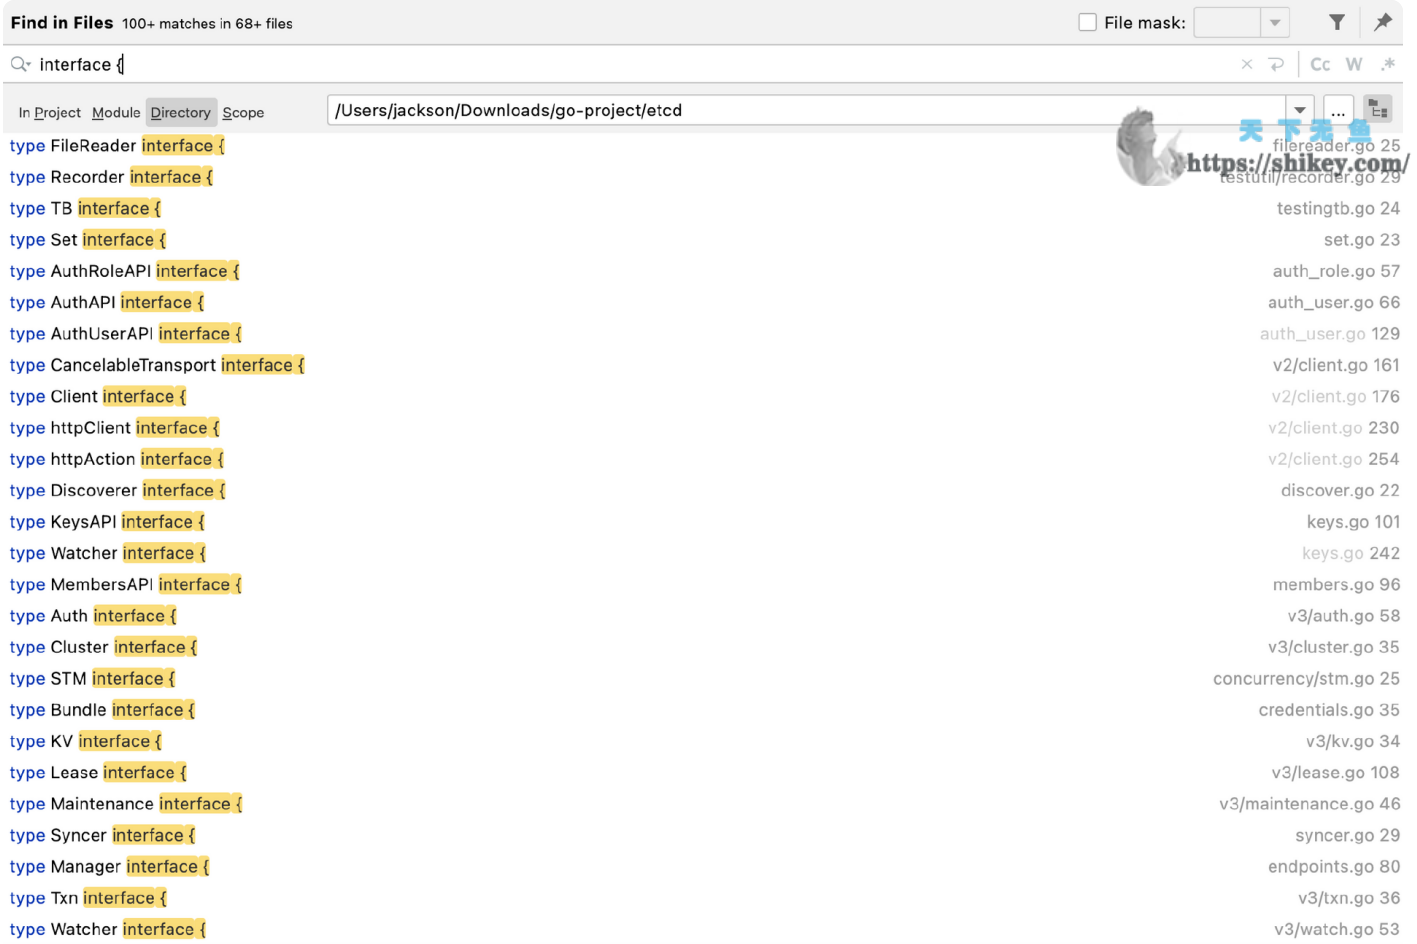 Find in Files 100+ matches in 68+ files File mask:
interface { Cc W .*
In Project Module Directory Scope /Users/jackson/Downloads/go-project/etcd ...
天下无鱼
https://shikey.com/
type FileReader interface { filereader.go 25
type Recorder interface { testutil/recorder.go 29
type TB interface { testingtb.go 24
type Set interface { set.go 23
type AuthRoleAPI interface { auth_role.go 57
type AuthAPI interface { auth_user.go 66
type AuthUserAPI interface { auth_user.go 129
type CancelableTransport interface { v2/client.go 161
type Client interface { v2/client.go 176
type httpClient interface { v2/client.go 230
type httpAction interface { v2/client.go 254
type Discoverer interface { discover.go 22
type KeysAPI interface { keys.go 101
type Watcher interface { keys.go 242
type MembersAPI interface { members.go 96
type Auth interface { v3/auth.go 58
type Cluster interface { v3/cluster.go 35
type STM interface { concurrency/stm.go 25
type Bundle interface { credentials.go 35
type KV interface { v3/kv.go 34
type Lease interface { v3/lease.go 108
type Maintenance interface { v3/maintenance.go 46
type Syncer interface { syncer.go 29
type Manager interface { endpoints.go 80
type Txn interface { v3/txn.go 36
type Watcher interface { v3/watch.go 53